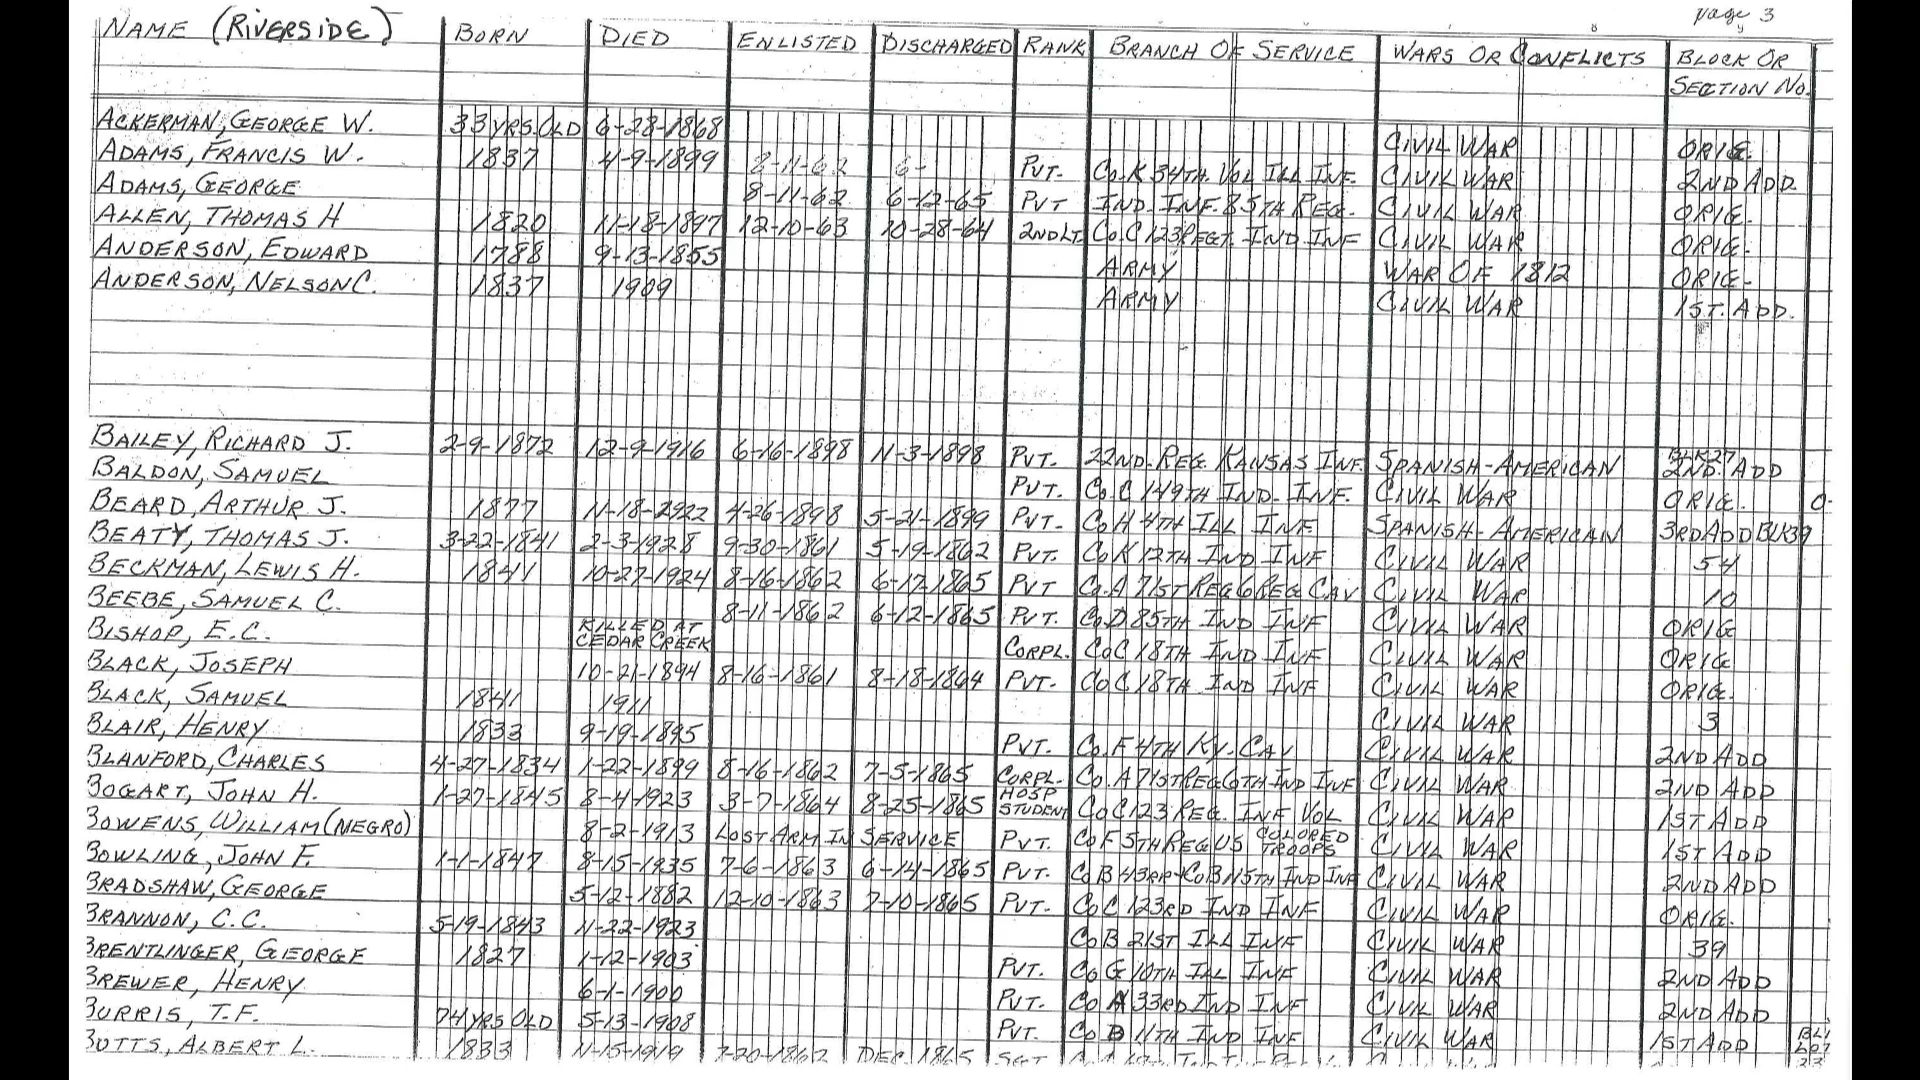 page 3
NAME (RIVERSIDE) BORN DIED ENLISTED DISCHARGED RANK BRANCH OF SERVICE WARS OR CONFLICTS BLOCK OR SECTION NO.
ACKERMAN, GEORGE W. 33 YRS. OLD 6-28-1868 CIVIL WAR ORIG.
ADAMS, FRANCIS W. 1837 4-9-1899 8-11-62 6- PVT. CO. K 34TH. VOL ILL INF. CIVIL WAR 2ND ADD.
ADAMS, GEORGE 8-11-62 6-12-65 PVT IND. INF. 85TH REG. CIVIL WAR ORIG.
ALLEN, THOMAS H 1820 11-18-1897 12-10-63 10-28-64 2ND LT. CO. C 123 REGT. IND. INF CIVIL WAR ORIG.
ANDERSON, EDWARD 1788 9-13-1855 ARMY WAR OF 1812 ORIG.
ANDERSON, NELSON C. 1837 1909 ARMY CIVIL WAR 1ST. ADD.
BAILEY, RICHARD J. 2-9-1872 12-9-1916 6-16-1898 11-3-1898 PVT. 22ND. REG. KANSAS INF. SPANISH-AMERICAN BLK 27 2ND. ADD
BALDON, SAMUEL PVT. CO. C 149TH IND. INF. CIVIL WAR ORIG. 0-
BEARD, ARTHUR J. 1877 11-18-2922 4-26-1898 5-21-1899 PVT. CO H 4TH ILL INF. SPANISH-AMERICAN 3RD ADD BLK 39
BEATY, THOMAS J. 3-22-1841 2-3-1928 9-30-1861 5-19-1862 PVT. CO K 12TH IND INF CIVIL WAR 54
BECKMAN, LEWIS H. 1841 10-27-1924 8-16-1862 6-17-1865 PVT CO. A 71ST REG 6 REG CAV CIVIL WAR 10
BEEBE, SAMUEL C. 8-11-1862 6-12-1865 PVT. CO. D 85TH IND INF CIVIL WAR ORIG
BISHOP, E.C. KILLED AT CEDAR CREEK CORPL. CO C 18TH IND INF CIVIL WAR ORIG
BLACK, JOSEPH 10-21-1894 8-16-1861 8-18-1864 PVT. CO C 18TH IND INF CIVIL WAR ORIG.
BLACK, SAMUEL 1841 1911 CIVIL WAR 3
BLAIR, HENRY 1833 9-19-1895 PVT. CO. F 4TH KY. CAV CIVIL WAR 2ND ADD
BLANFORD, CHARLES 4-27-1834 1-22-1899 8-16-1862 7-5-1865 CORPL. CO. A 71ST REG 6TH IND INF CIVIL WAR 2ND ADD
BOGART, JOHN H. 1-27-1845 8-4-1923 3-7-1864 8-25-1865 HOSP STUDENT CO C 123 REG. INF VOL CIVIL WAR 1ST ADD
BOWENS, WILLIAM (NEGRO) 8-2-1913 LOST ARM IN SERVICE PVT. CO F 5TH REG US COLORED TROOPS CIVIL WAR 1ST ADD
BOWLING, JOHN F. 1-1-1847 8-15-1935 7-6-1863 6-14-1865 PVT. CO B 43RD CO B 115TH IND INF CIVIL WAR 2ND ADD
BRADSHAW, GEORGE 5-12-1882 12-10-1863 7-10-1865 PVT. CO C 123RD IND INF CIVIL WAR ORIG.
BRANNON, C.C. 5-19-1843 11-22-1923 CO B 21ST ILL INF CIVIL WAR 39
BRENTLINGER, GEORGE 1827 1-12-1903 PVT. CO G 10TH ILL INF CIVIL WAR 2ND ADD
BREWER, HENRY 6-1-1900 PVT. CO A 33RD IND INF CIVIL WAR 2ND ADD
BURRIS, T.F. 74 YRS OLD 5-13-1908 PVT. CO B 11TH IND INF CIVIL WAR 1ST ADD
BUTTS, ALBERT L. 1833 11-15-1919 7-20-1862 DEC. 1865 SGT